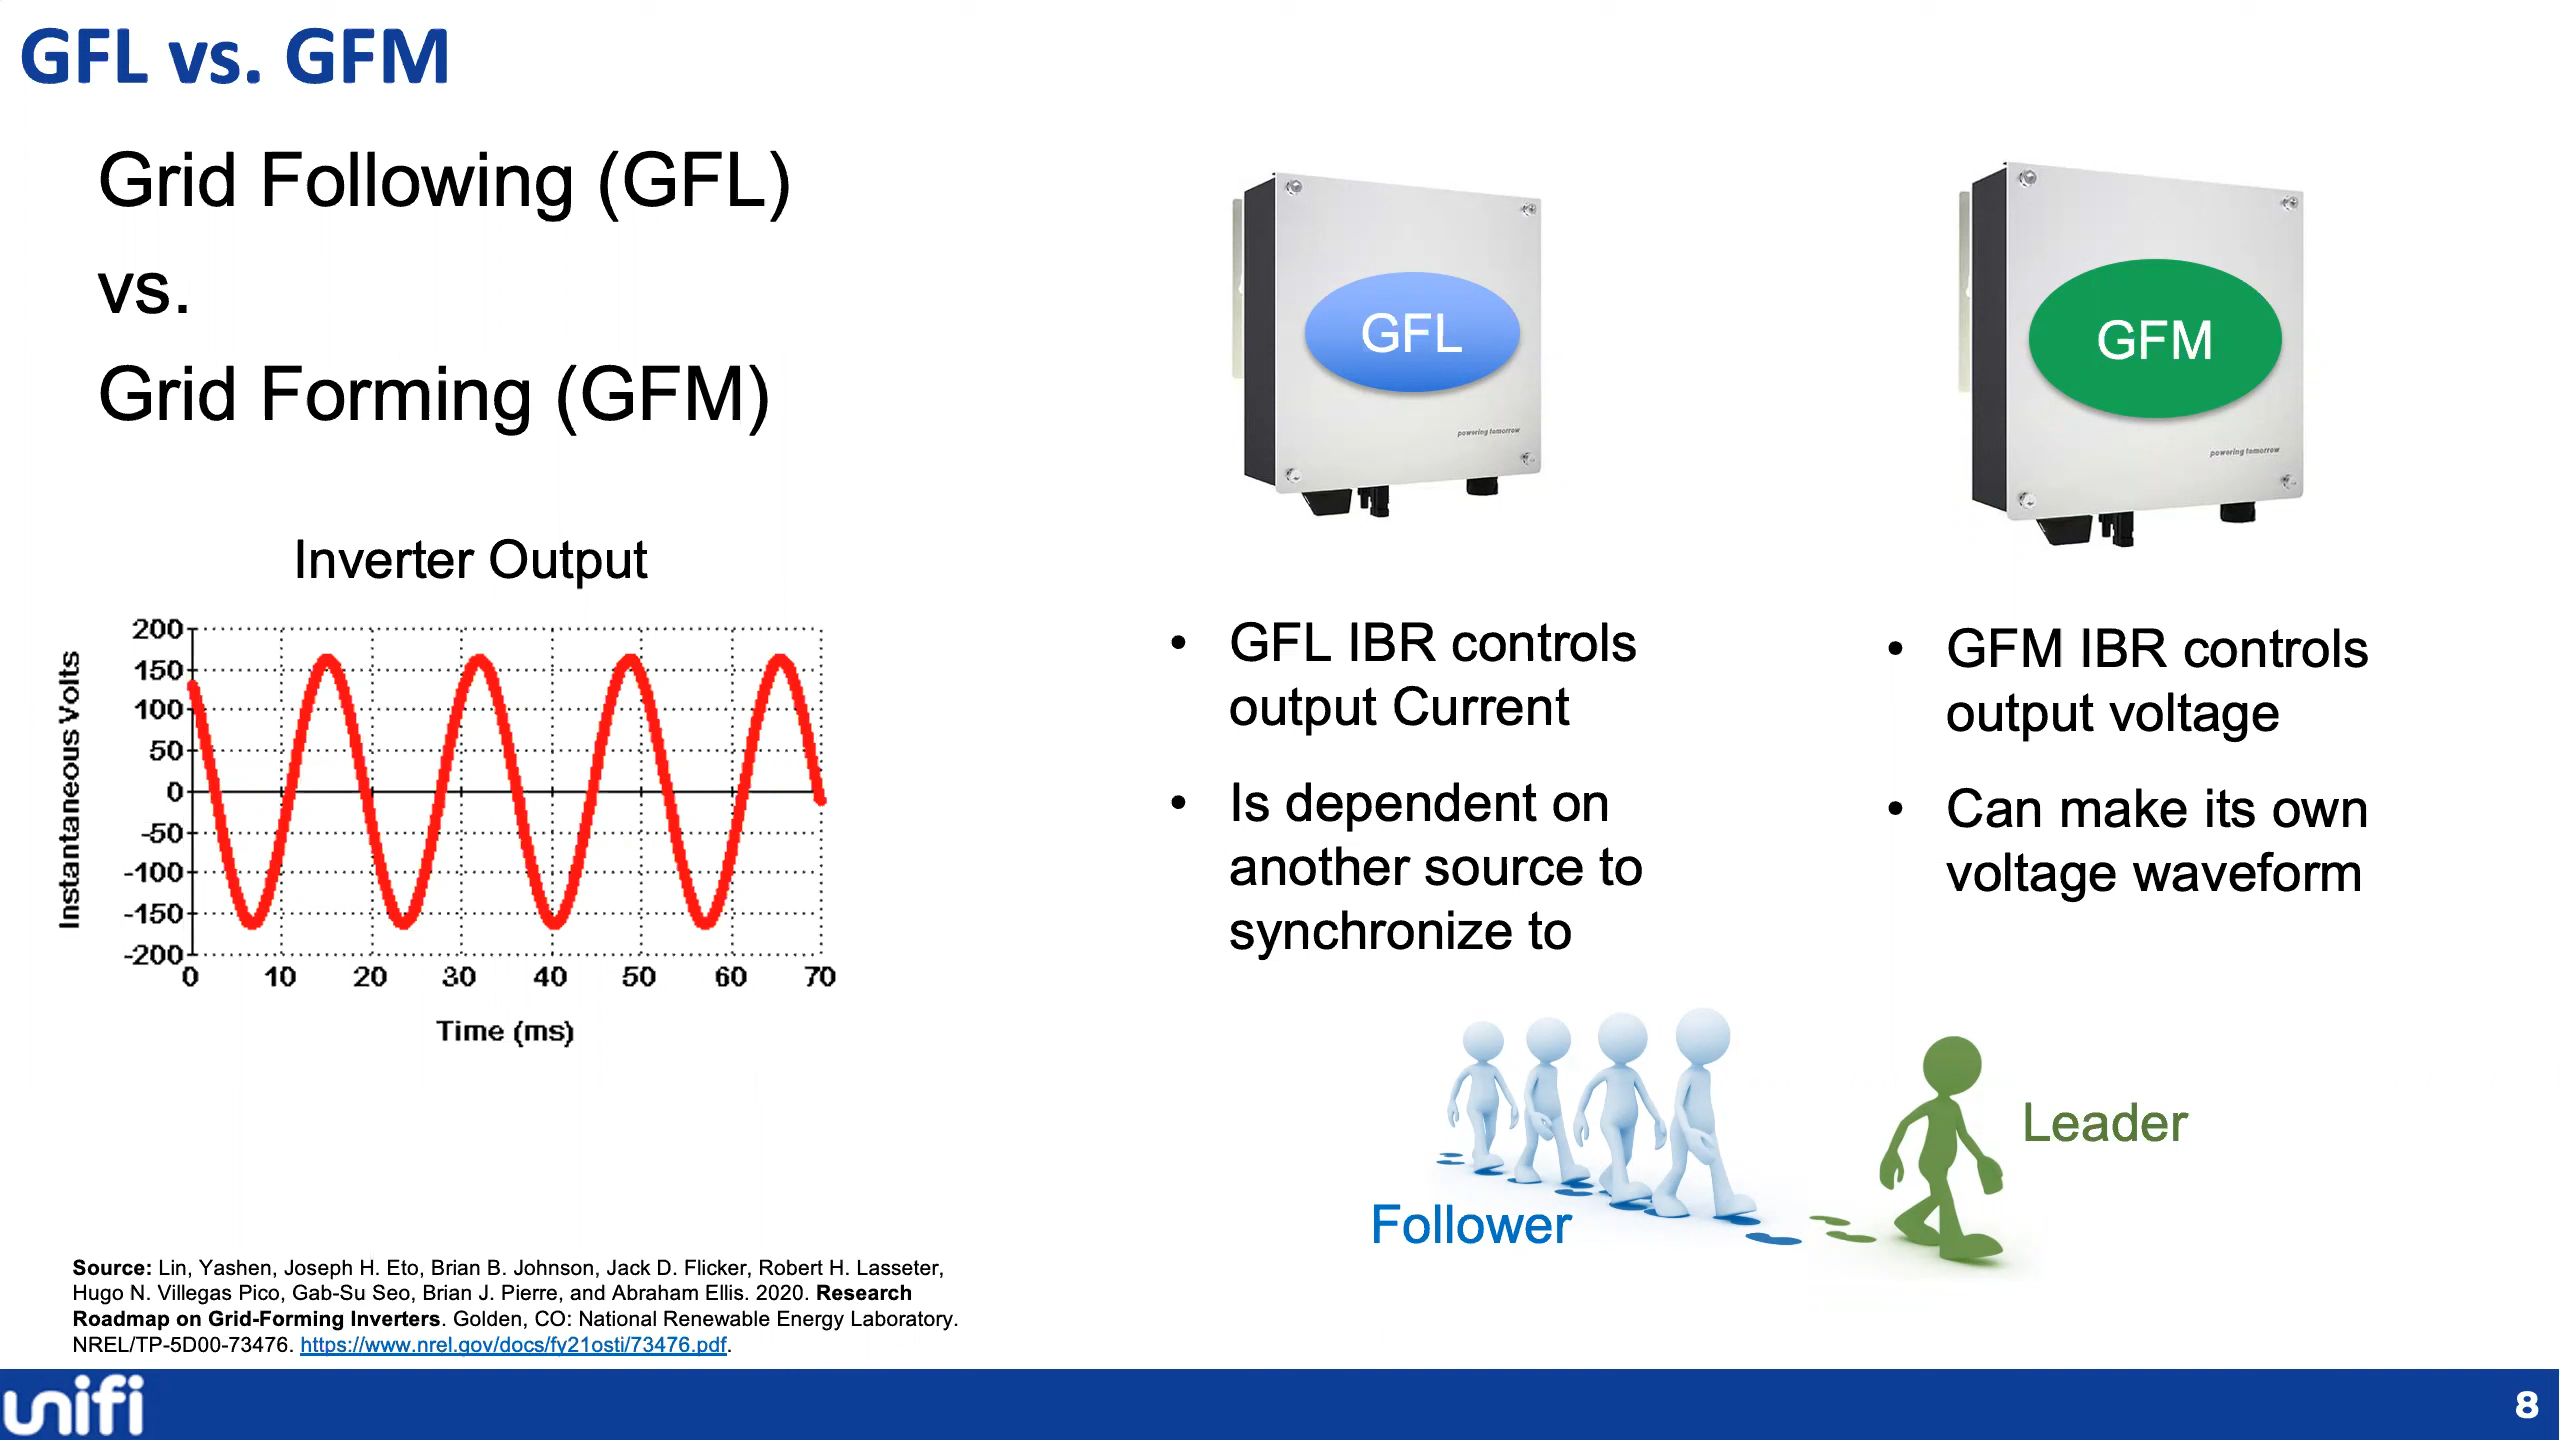 GFL vs. GFM
Grid Following (GFL)
vs.
Grid Forming (GFM)
Inverter Output
Instantaneous Volts
200
150
100
50
0
-50
-100
-150
-200
0 10 20 30 40 50 60 70
Time (ms)
Source: Lin, Yashen, Joseph H. Eto, Brian B. Johnson, Jack D. Flicker, Robert H. Lasseter,
Hugo N. Villegas Pico, Gab-Su Seo, Brian J. Pierre, and Abraham Ellis. 2020. Research
Roadmap on Grid-Forming Inverters. Golden, CO: National Renewable Energy Laboratory.
NREL/TP-5D00-73476. https://www.nrel.gov/docs/fy21osti/73476.pdf.
GFL
powering tomorrow
• GFL IBR controls
output Current
• Is dependent on
another source to
synchronize to
GFM
powering tomorrow
• GFM IBR controls
output voltage
• Can make its own
voltage waveform
Follower
Leader
unifi
8